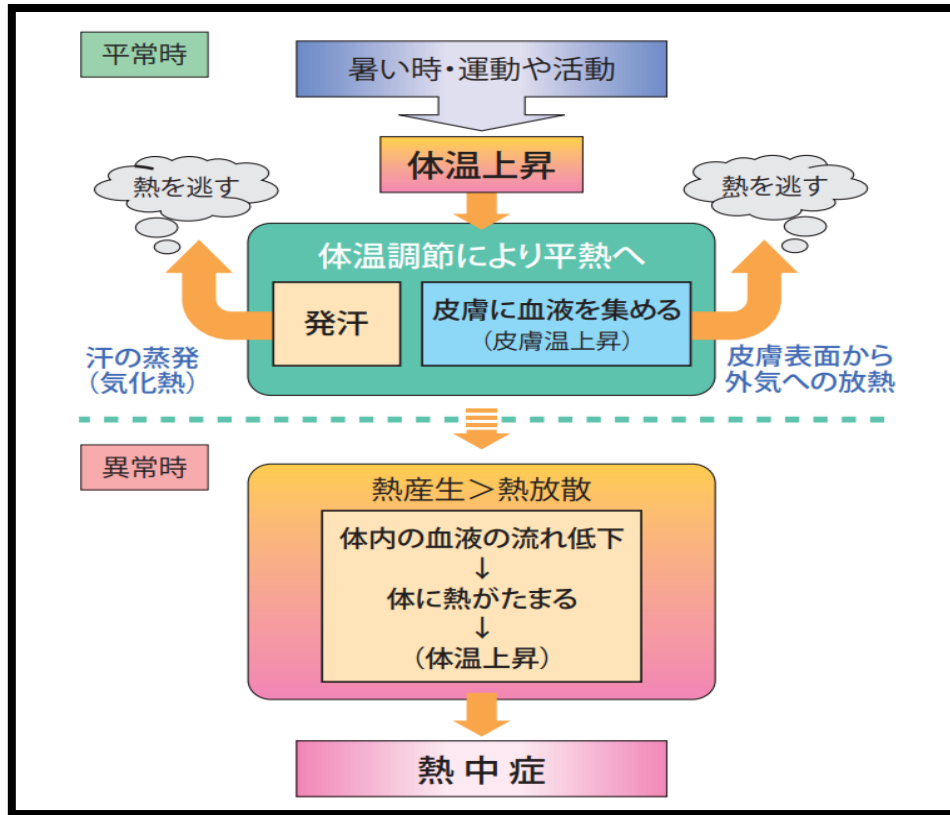 平常時
暑い時・運動や活動
体温上昇
熱を逃す
熱を逃す
体温調節により平熱へ
発汗
皮膚に血液を集める
（皮膚温上昇）
汗の蒸発
（気化熱）
皮膚表面から
外気への放熱
異常時
熱産生＞熱放散
体内の血液の流れ低下
↓
体に熱がたまる
↓
（体温上昇）
熱中症